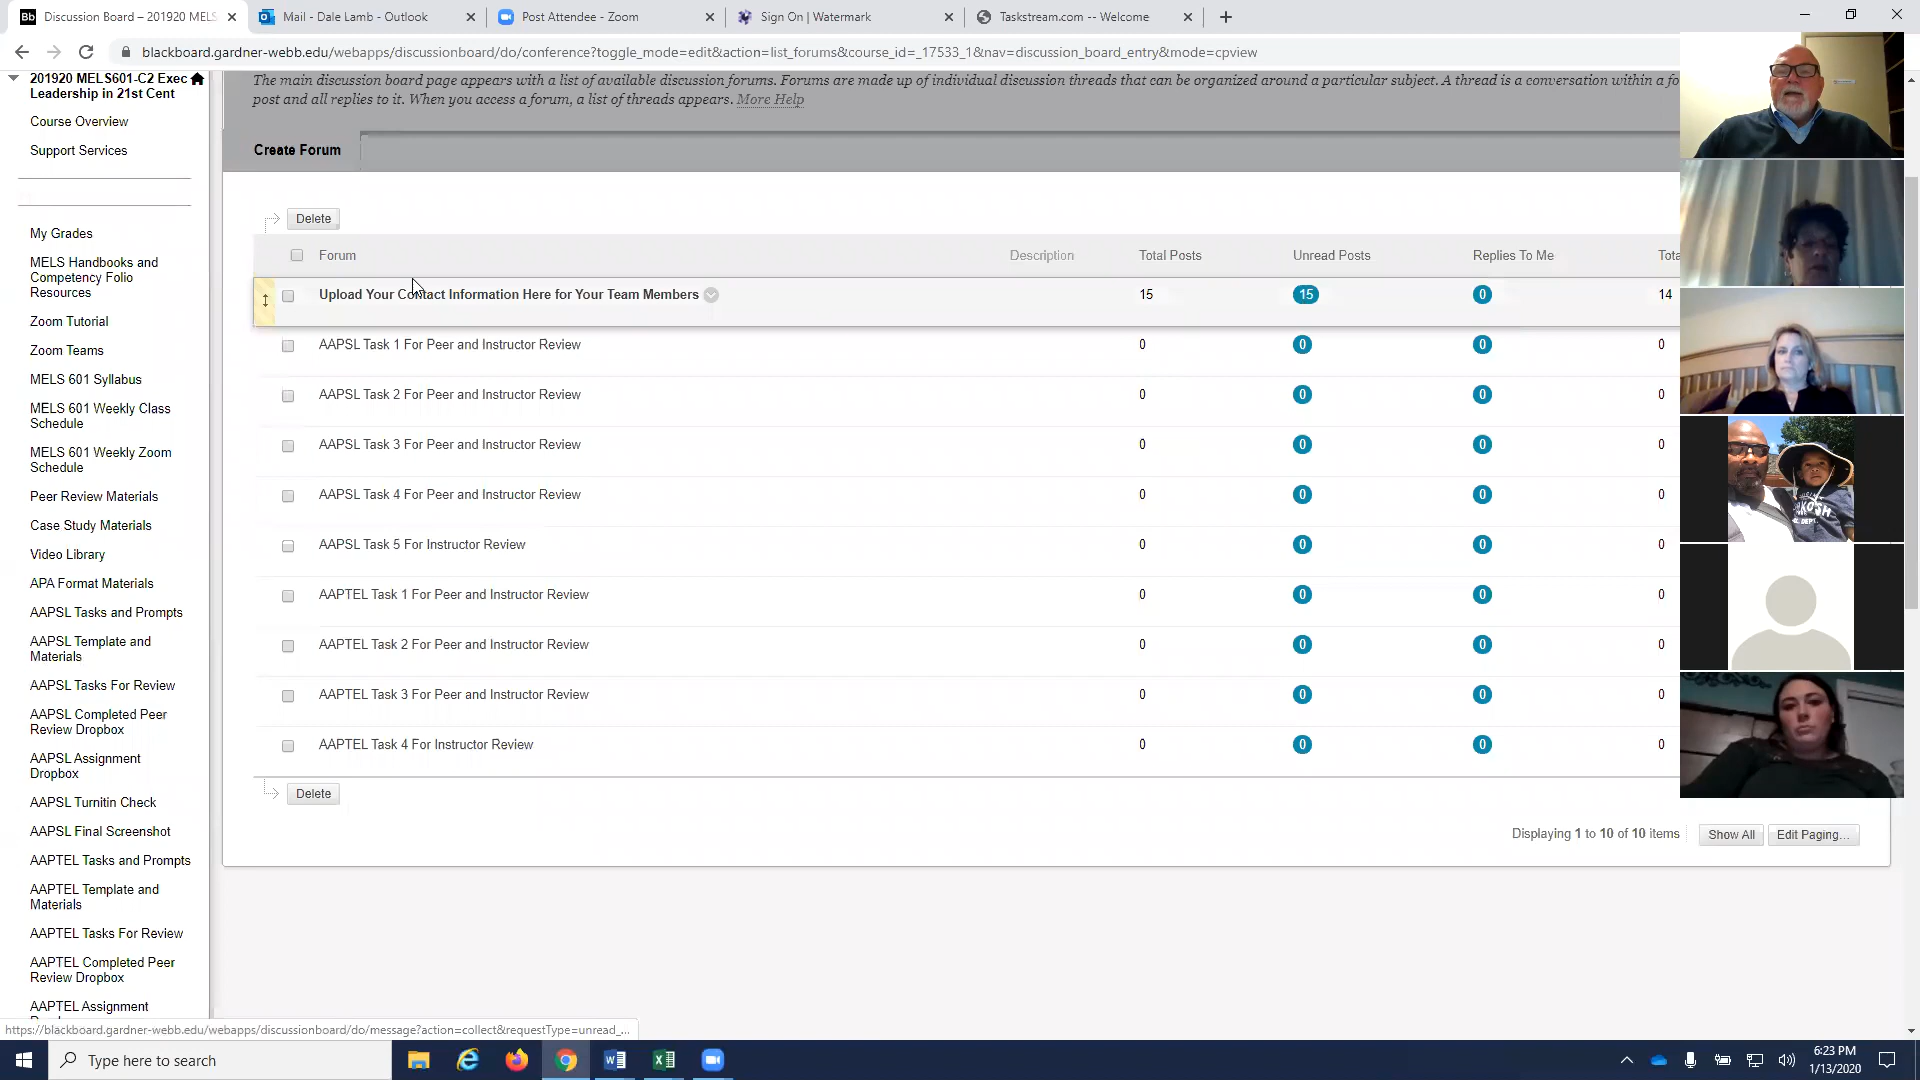 Discussion Board – 201920 MELS
Mail - Dale Lamb - Outlook
Post Attendee - Zoom
Sign On | Watermark
Taskstream.com -- Welcome
blackboard.gardner-webb.edu/webapps/discussionboard/do/conference?toggle_mode=edit&action=list_forums&course_id=_17533_1&nav=discussion_board_entry&mode=cpview
201920 MELS601-C2 Exec
Leadership in 21st Cent
Course Overview
Support Services
My Grades
MELS Handbooks and
Competency Folio
Resources
Zoom Tutorial
Zoom Teams
MELS 601 Syllabus
MELS 601 Weekly Class
Schedule
MELS 601 Weekly Zoom
Schedule
Peer Review Materials
Case Study Materials
Video Library
APA Format Materials
AAPSL Tasks and Prompts
AAPSL Template and
Materials
AAPSL Tasks For Review
AAPSL Completed Peer
Review Dropbox
AAPSL Assignment
Dropbox
AAPSL Turnitin Check
AAPSL Final Screenshot
AAPTEL Tasks and Prompts
AAPTEL Template and
Materials
AAPTEL Tasks For Review
AAPTEL Completed Peer
Review Dropbox
AAPTEL Assignment
The main discussion board page appears with a list of available discussion forums. Forums are made up of individual discussion threads that can be organized around a particular subject. A thread is a conversation within a fo
post and all replies to it. When you access a forum, a list of threads appears. More Help
Create Forum
Delete
Forum Description Total Posts Unread Posts Replies To Me Tota
Upload Your Contact Information Here for Your Team Members 15 15 0 14
AAPSL Task 1 For Peer and Instructor Review 0 0 0 0
AAPSL Task 2 For Peer and Instructor Review 0 0 0 0
AAPSL Task 3 For Peer and Instructor Review 0 0 0 0
AAPSL Task 4 For Peer and Instructor Review 0 0 0 0
AAPSL Task 5 For Instructor Review 0 0 0 0
AAPTEL Task 1 For Peer and Instructor Review 0 0 0 0
AAPTEL Task 2 For Peer and Instructor Review 0 0 0 0
AAPTEL Task 3 For Peer and Instructor Review 0 0 0 0
AAPTEL Task 4 For Instructor Review 0 0 0 0
Delete
Displaying 1 to 10 of 10 items Show All Edit Paging...
https://blackboard.gardner-webb.edu/webapps/discussionboard/do/message?action=collect&requestType=unread_...
Type here to search
6:23 PM
1/13/2020